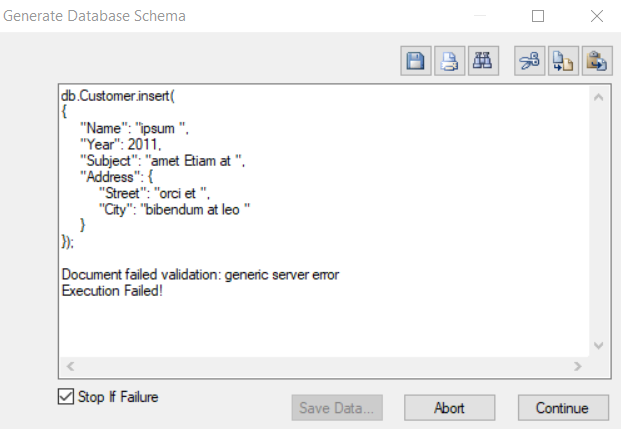 Generate Database Schema
db.Customer.insert(
{
"Name": "ipsum ",
"Year": 2011,
"Subject": "amet Etiam at ",
"Address": {
"Street": "orci et ",
"City": "bibendum at leo "
}
});
Document failed validation: generic server error
Execution Failed!
Stop If Failure
Save Data...
Abort
Continue